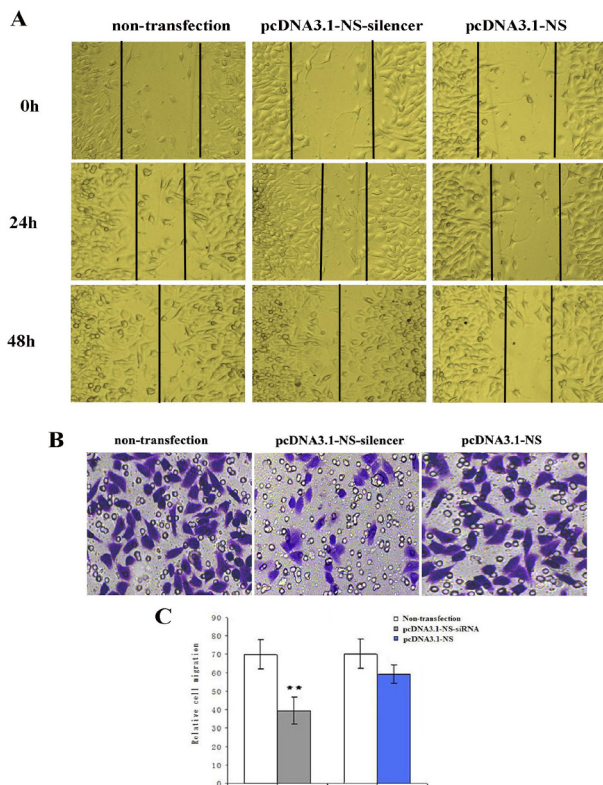 A
non-transfection pcDNA3.1-NS-silencer pcDNA3.1-NS
0h
24h
48h
B
non-transfection pcDNA3.1-NS-silencer pcDNA3.1-NS
C
Non-transfection
pcDNA3.1-NS-siRNA
pcDNA3.1-NS
Relative cell migration
90
80
70
60
50
40
30
20
10
0
**